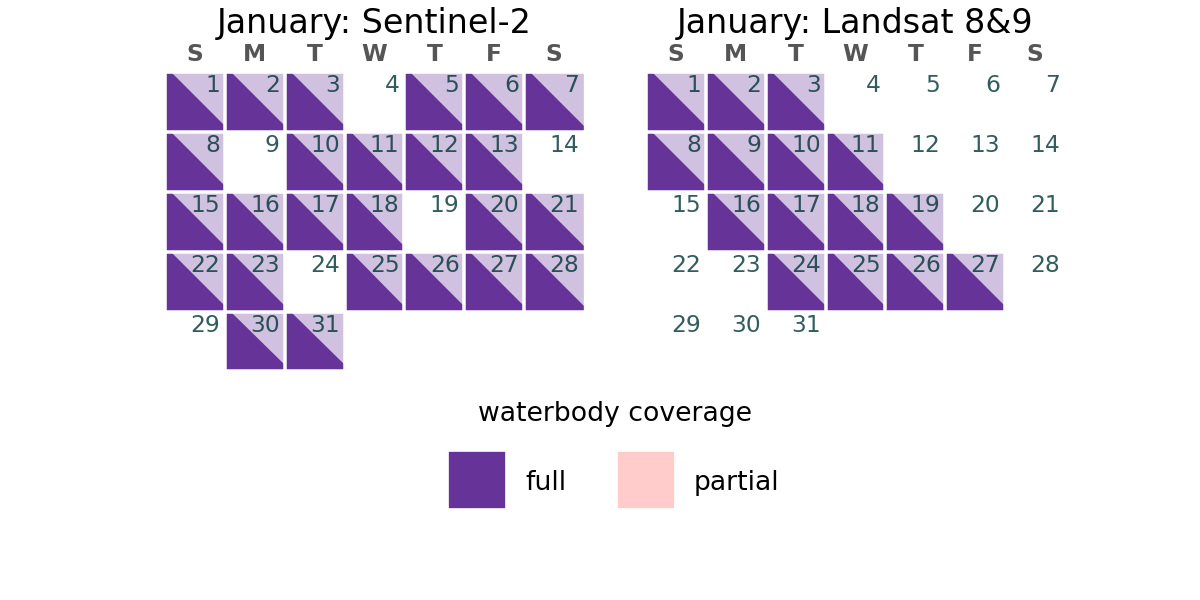 January: Sentinel-2
S M T W T F S
1 2 3 4 5 6 7
8 9 10 11 12 13 14
15 16 17 18 19 20 21
22 23 24 25 26 27 28
29 30 31
January: Landsat 8&9
S M T W T F S
1 2 3 4 5 6 7
8 9 10 11 12 13 14
15 16 17 18 19 20 21
22 23 24 25 26 27 28
29 30 31
waterbody coverage
full partial